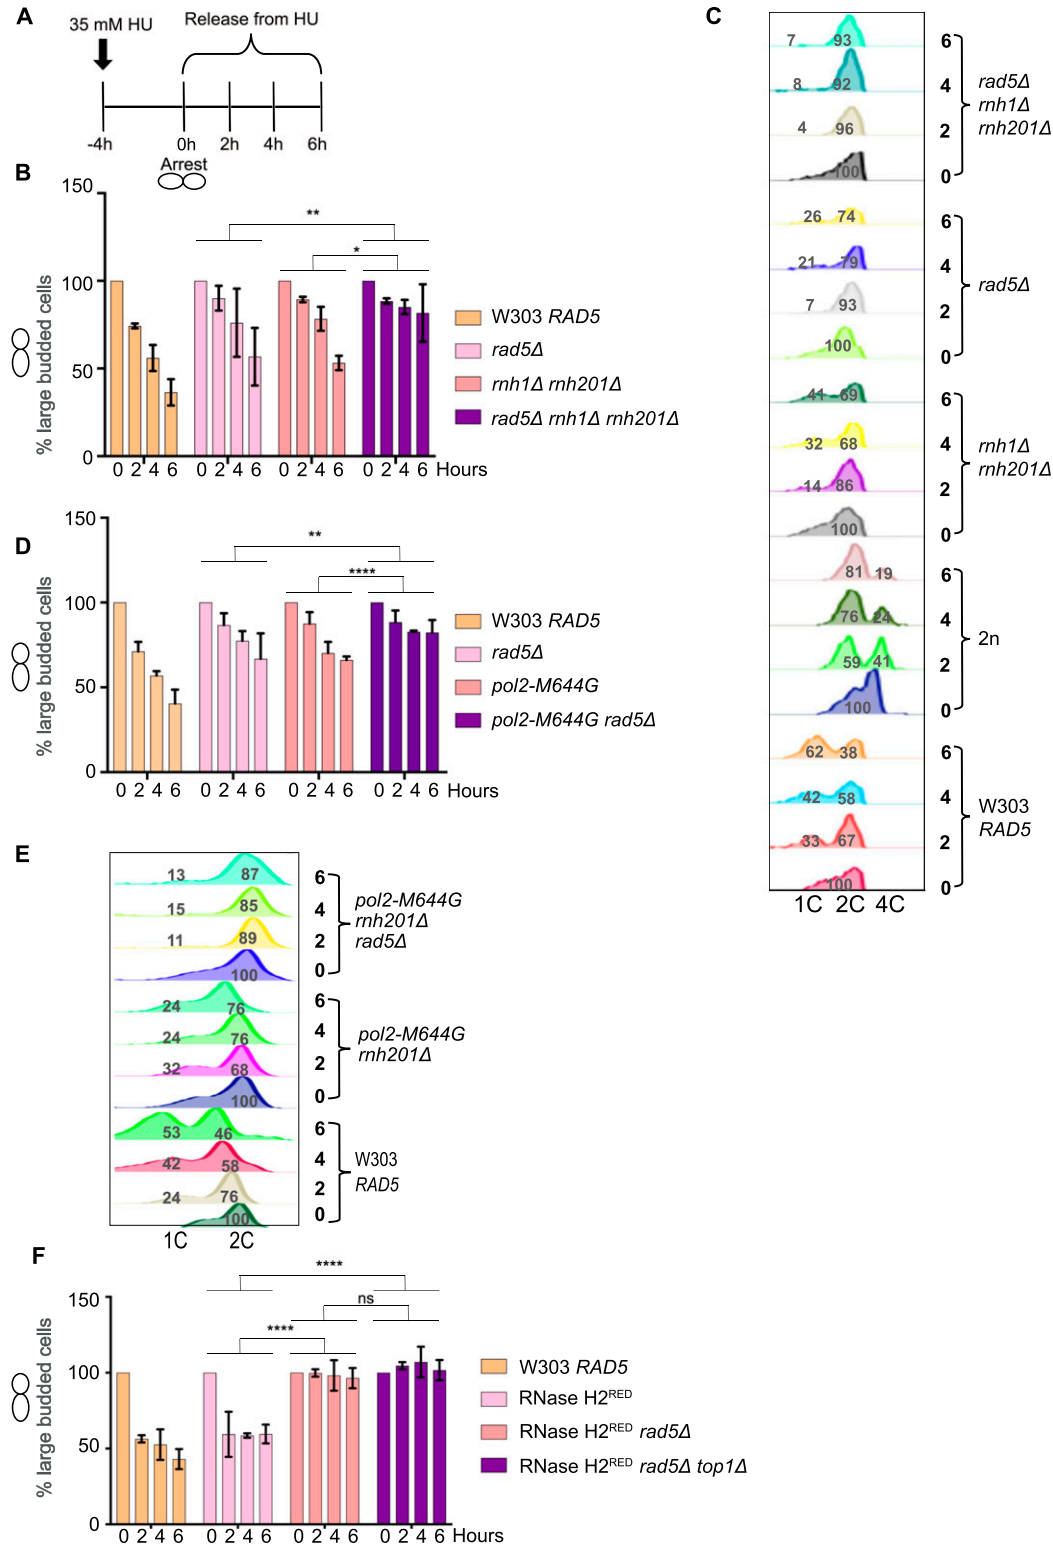 A
35 mM HU
Release from HU
-4h 0h 2h 4h 6h
Arrest
B
150
100
50
0
% large budded cells
**
*
0 2 4 6 0 2 4 6 0 2 4 6 0 2 4 6 Hours
W303 RAD5
rad5Δ
rnh1Δ rnh201Δ
rad5Δ rnh1Δ rnh201Δ
C
7 93 6
8 92 4
4 96 2
100 0
rad5Δ
rnh1Δ
rnh201Δ
26 74 6
21 79 4
7 93 2
100 0
rad5Δ
41 69 6
32 68 4
14 86 2
100 0
rnh1Δ
rnh201Δ
81 19 6
76 24 4
59 41 2
100 0
2n
62 38 6
42 58 4
33 67 2
100 0
W303
RAD5
1C 2C 4C
D
150
100
50
0
% large budded cells
**
****
0 2 4 6 0 2 4 6 0 2 4 6 0 2 4 6 Hours
W303 RAD5
rad5Δ
pol2-M644G
pol2-M644G rad5Δ
E
13 87 6
15 85 4
11 89 2
100 0
pol2-M644G
rnh201Δ
rad5Δ
24 76 6
24 76 4
32 68 2
100 0
pol2-M644G
rnh201Δ
53 46 6
42 58 4
24 76 2
100 0
W303
RAD5
1C 2C
F
150
100
50
0
% large budded cells
****
ns
****
0 2 4 6 0 2 4 6 0 2 4 6 0 2 4 6 Hours
W303 RAD5
RNase H2RED
RNase H2RED rad5Δ
RNase H2RED rad5Δ top1Δ